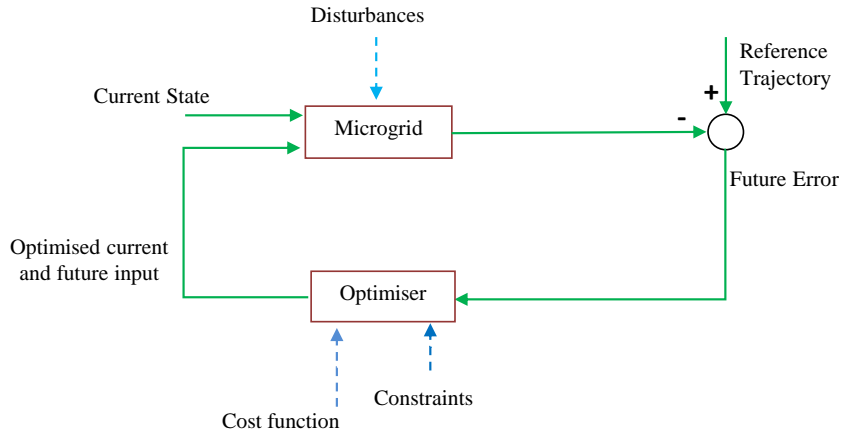 Disturbances
Reference
Trajectory
Current State
+
Microgrid
-
Future Error
Optimised current
and future input
Optimiser
Constraints
Cost function